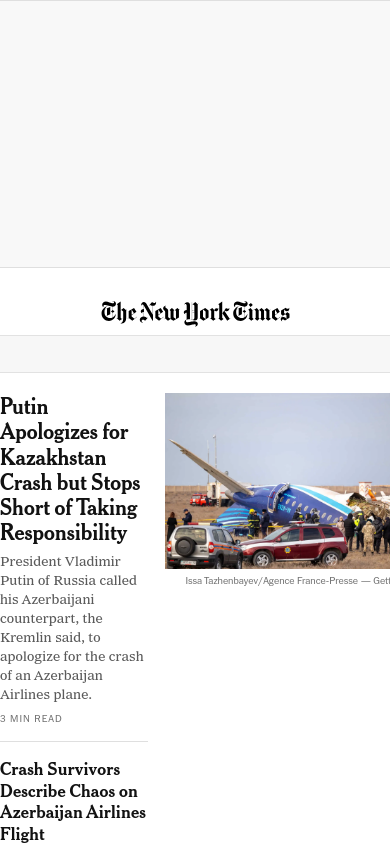 The New York Times
Putin
Apologizes for
Kazakhstan
Crash but Stops
Short of Taking
Responsibility
President Vladimir
Putin of Russia called
his Azerbaijani
counterpart, the
Kremlin said, to
apologize for the crash
of an Azerbaijan
Airlines plane.
3 MIN READ
Issa Tazhenbayev/Agence France-Presse —
Crash Survivors
Describe Chaos on
Azerbaijan Airlines
Flight